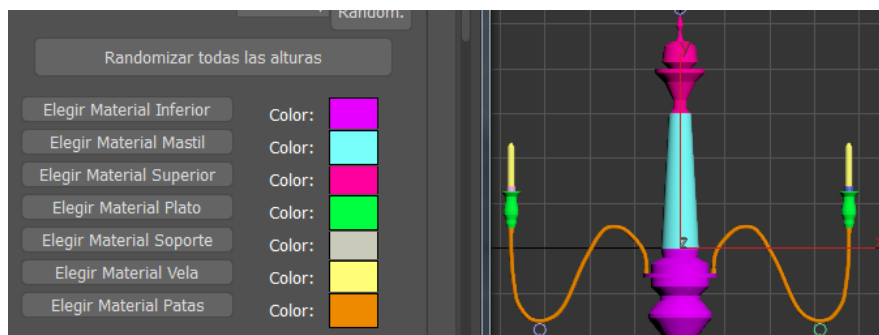 Random.
Randomizar todas las alturas
Elegir Material Inferior Color:
Elegir Material Mastil Color:
Elegir Material Superior Color:
Elegir Material Plato Color:
Elegir Material Soporte Color:
Elegir Material Vela Color:
Elegir Material Patas Color:
y
z